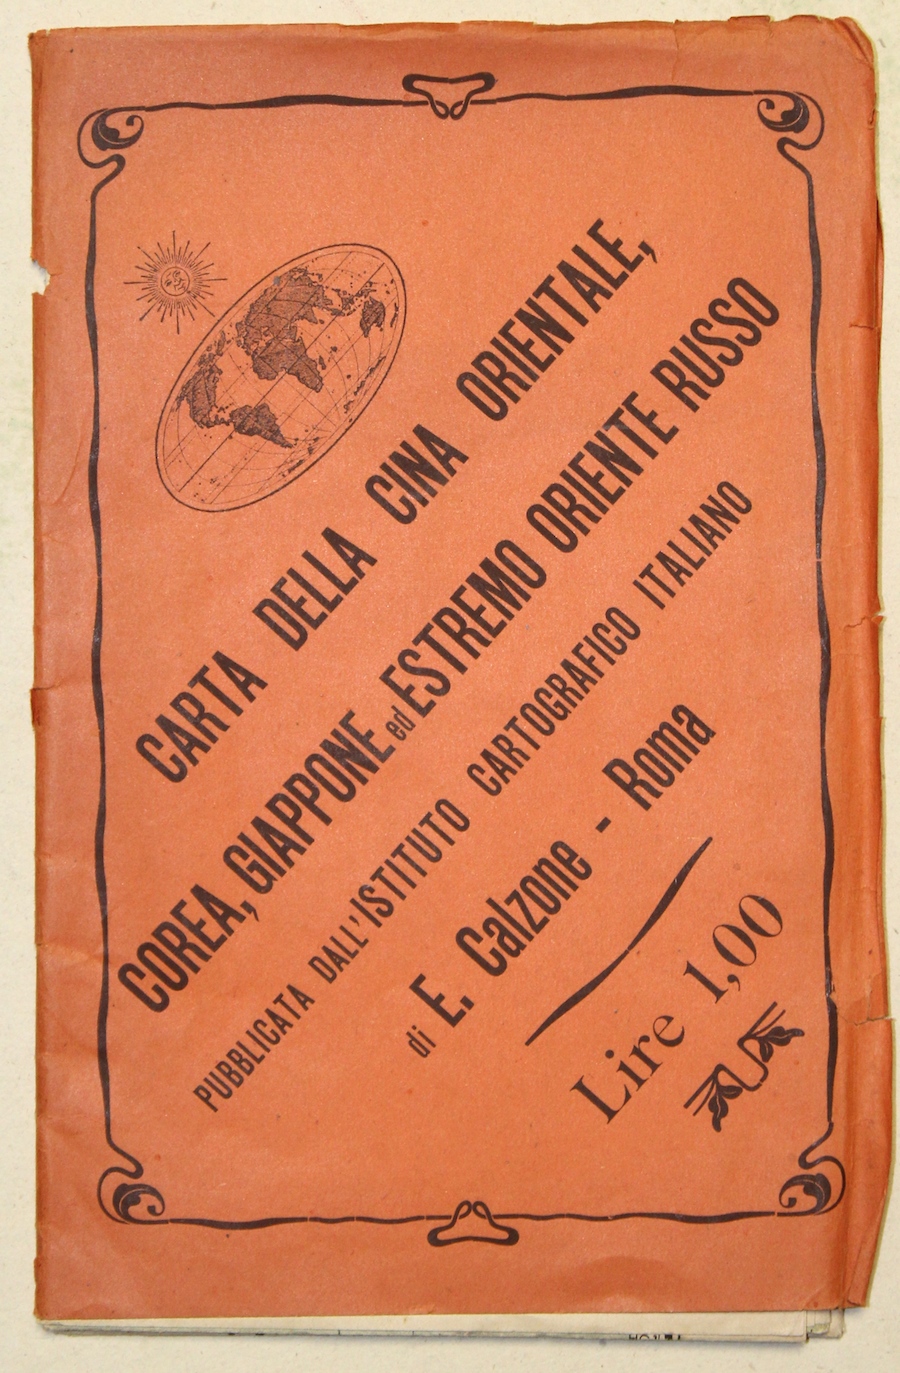 CARTA DELLA CINA ORIENTALE,
COREA, GIAPPONE ed ESTREMO ORIENTE RUSSO
PUBBLICATA DALL'ISTITUTO CARTOGRAFICO ITALIANO
di E. Calzone - Roma
Lire 1,00